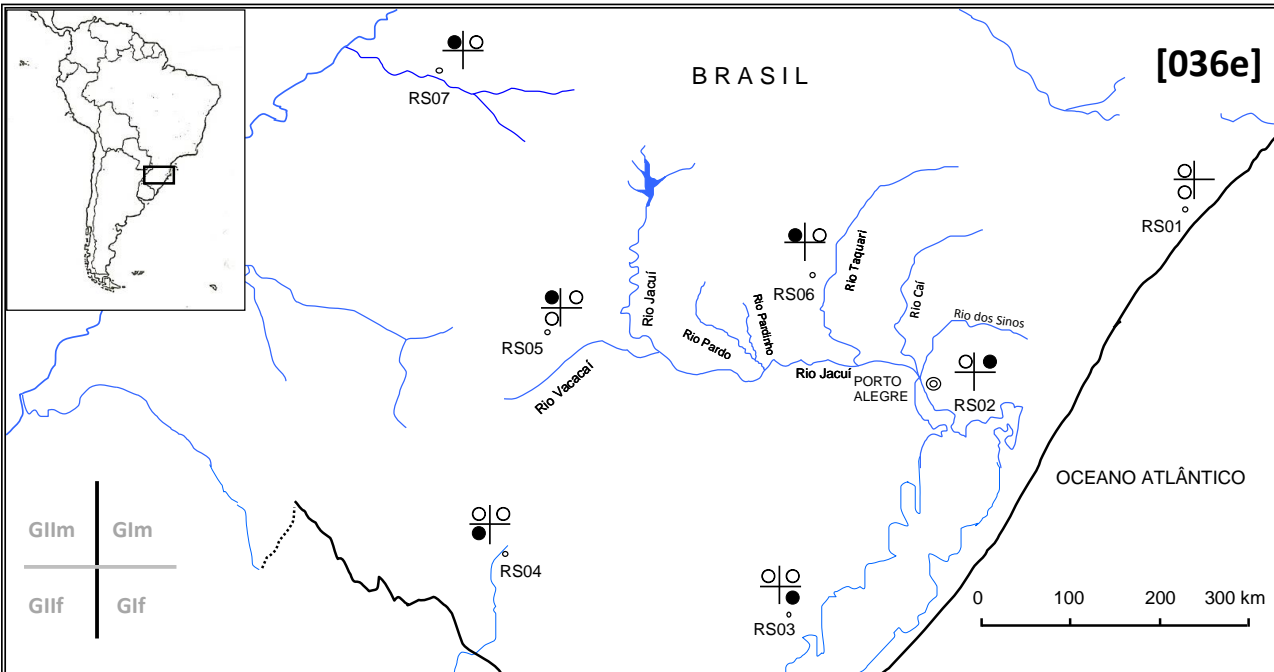 [036e]
BRASIL
RS07
RS01
Rio Taquari
RS06
Rio Caí
Rio Jacuí
Rio dos Sinos
Rio Pardinho
RS05
Rio Pardo
Rio Vacacaí
Rio Jacuí
PORTO
ALEGRE
RS02
OCEANO ATLÂNTICO
GIIm
GIm
GIIf
GIf
RS04
RS03
0 100 200 300 km